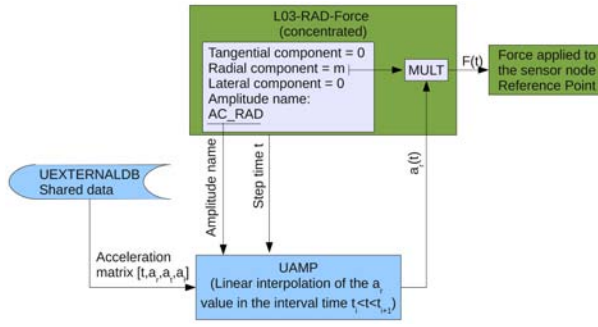 L03-RAD-Force
(concentrated)
Tangential component = 0
Radial component = m
Lateral component = 0
Amplitude name:
AC_RAD
MULT
F(t)
Force applied to
the sensor node
Reference Point
Amplitude name
Step time t
a_r(t)
UEXTERNALDB
Shared data
Acceleration
matrix [t,a_r,a_t,a_l]
UAMP
(Linear interpolation of the a_r
value in the interval time t_i<t<t_{i+1})